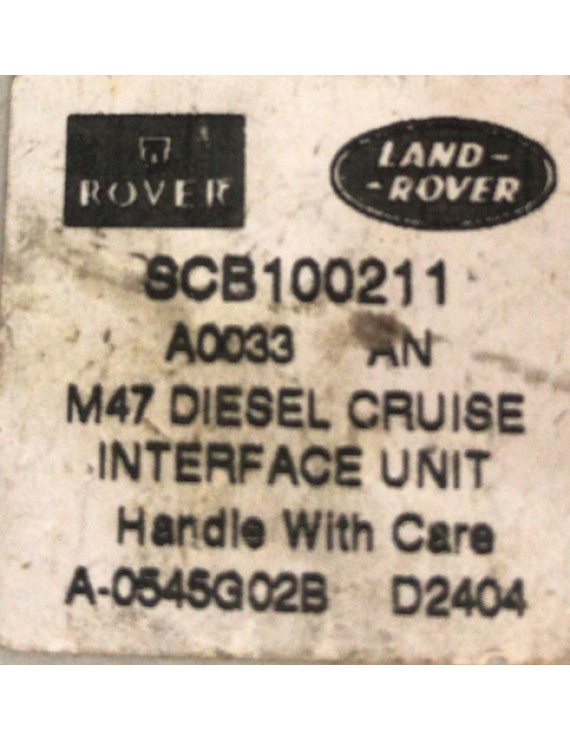 ROVER
LAND-
-ROVER
SCB100211
A0033 AN
M47 DIESEL CRUISE
INTERFACE UNIT
Handle With Care
A-0545G02B D2404